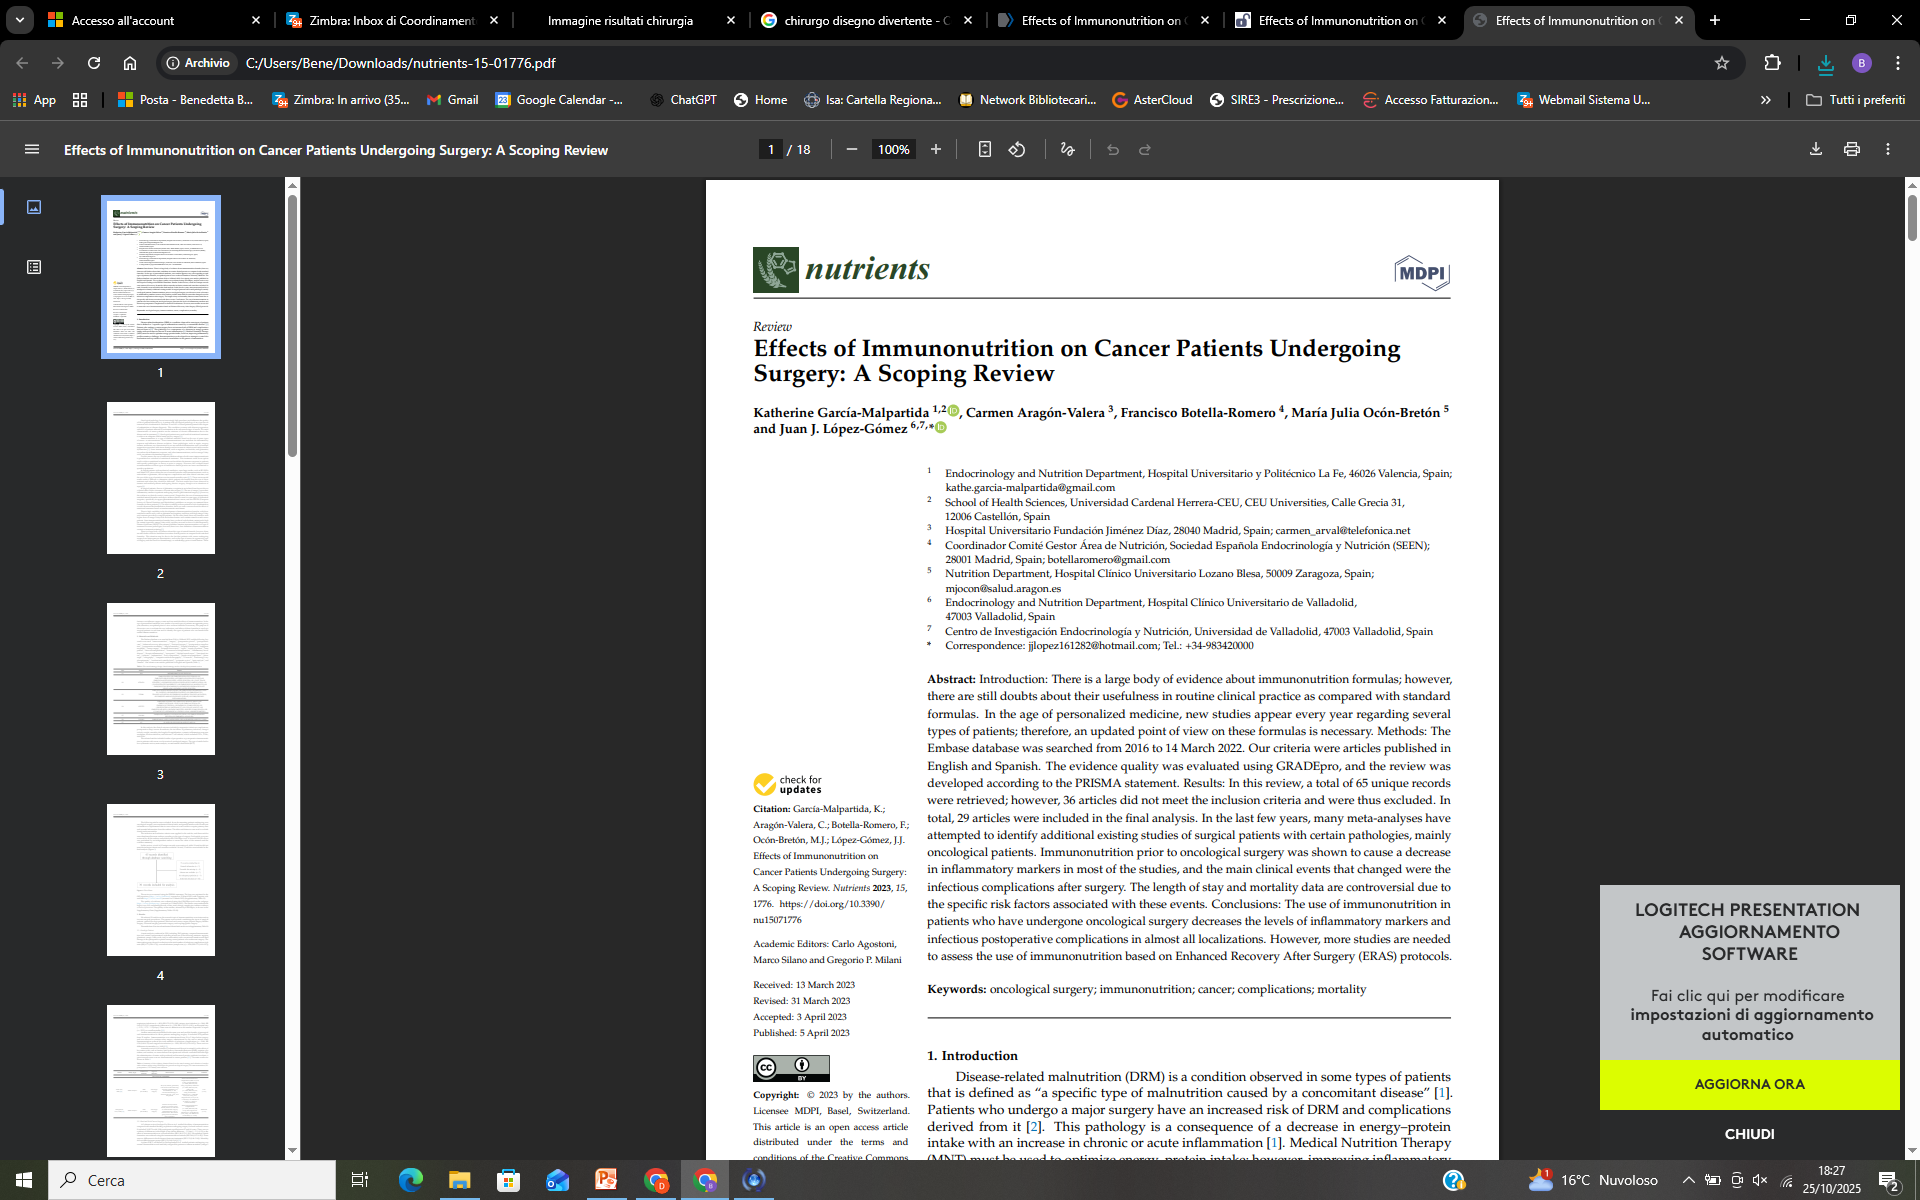 Accesso all'account
Zimbra: Inbox di Coordinament
Immagine risultati chirurgia
chirurgo disegno divertente - C
Effects of Immunonutrition on C
Effects of Immunonutrition on C
Effects of Immunonutrition on C
Archivio
C:/Users/Bene/Downloads/nutrients-15-01776.pdf
B
App
Posta - Benedetta B...
Zimbra: In arrivo (35...
Gmail
Google Calendar -...
ChatGPT
Home
Isa: Cartella Regiona...
Network Bibliotecari...
AsterCloud
SIRE3 - Prescrizione...
Accesso Fatturazion...
Webmail Sistema U...
Tutti i preferiti
Effects of Immunonutrition on Cancer Patients Undergoing Surgery: A Scoping Review
1 / 18
100%
1
2
3
4
nutrients
MDPI
Review
Effects of Immunonutrition on Cancer Patients Undergoing
Surgery: A Scoping Review
Katherine García-Malpartida 1,2, Carmen Aragón-Valera 3, Francisco Botella-Romero 4, María Julia Ocón-Bretón 5
and Juan J. López-Gómez 6,7,*
1 Endocrinology and Nutrition Department, Hospital Universitario y Politécnico La Fe, 46026 Valencia, Spain;
kathe.garcia-malpartida@gmail.com
2 School of Health Sciences, Universidad Cardenal Herrera-CEU, CEU Universities, Calle Grecia 31,
12006 Castellón, Spain
3 Hospital Universitario Fundación Jiménez Díaz, 28040 Madrid, Spain; carmen_arval@telefonica.net
4 Coordinador Comité Gestor Área de Nutrición, Sociedad Española Endocrinología y Nutrición (SEEN);
28001 Madrid, Spain; botellaromero@gmail.com
5 Nutrition Department, Hospital Clínico Universitario Lozano Blesa, 50009 Zaragoza, Spain;
mjocon@salud.aragon.es
6 Endocrinology and Nutrition Department, Hospital Clínico Universitario de Valladolid,
47003 Valladolid, Spain
7 Centro de Investigación Endocrinología y Nutrición, Universidad de Valladolid, 47003 Valladolid, Spain
* Correspondence: jjlopez161282@hotmail.com; Tel.: +34-983420000
Abstract: Introduction: There is a large body of evidence about immunonutrition formulas; however,
there are still doubts about their usefulness in routine clinical practice as compared with standard
formulas. In the age of personalized medicine, new studies appear every year regarding several
types of patients; therefore, an updated point of view on these formulas is necessary. Methods: The
Embase database was searched from 2016 to 14 March 2022. Our criteria were articles published in
English and Spanish. The evidence quality was evaluated using GRADEpro, and the review was
developed according to the PRISMA statement. Results: In this review, a total of 65 unique records
were retrieved; however, 36 articles did not meet the inclusion criteria and were thus excluded. In
total, 29 articles were included in the final analysis. In the last few years, many meta-analyses have
attempted to identify additional existing studies of surgical patients with certain pathologies, mainly
oncological patients. Immunonutrition prior to oncological surgery was shown to cause a decrease
in inflammatory markers in most of the studies, and the main clinical events that changed were the
infectious complications after surgery. The length of stay and mortality data are controversial due to
the specific risk factors associated with these events. Conclusions: The use of immunonutrition in
patients who have undergone oncological surgery decreases the levels of inflammatory markers and
infectious postoperative complications in almost all localizations. However, more studies are needed
to assess the use of immunonutrition based on Enhanced Recovery After Surgery (ERAS) protocols.
Keywords: oncological surgery; immunonutrition; cancer; complications; mortality
check for
updates
Citation: García-Malpartida, K.;
Aragón-Valera, C.; Botella-Romero, F.;
Ocón-Bretón, M.J.; López-Gómez, J.J.
Effects of Immunonutrition on
Cancer Patients Undergoing Surgery:
A Scoping Review. Nutrients 2023, 15,
1776. https://doi.org/10.3390/
nu15071776
Academic Editors: Carlo Agostoni,
Marco Silano and Gregorio P. Milani
Received: 13 March 2023
Revised: 31 March 2023
Accepted: 3 April 2023
Published: 5 April 2023
cc
BY
Copyright: © 2023 by the authors.
Licensee MDPI, Basel, Switzerland.
This article is an open access article
distributed under the terms and
conditions of the Creative Commons
1. Introduction
Disease-related malnutrition (DRM) is a condition observed in some types of patients
that is defined as “a specific type of malnutrition caused by a concomitant disease” [1].
Patients who undergo a major surgery have an increased risk of DRM and complications
derived from it [2]. This pathology is a consequence of a decrease in energy–protein
intake with an increase in chronic or acute inflammation [1]. Medical Nutrition Therapy
(MNT) must be used to optimize energy–protein intake; however, improving inflammatory
LOGITECH PRESENTATION
AGGIORNAMENTO
SOFTWARE
Fai clic qui per modificare
impostazioni di aggiornamento
automatico
AGGIORNA ORA
CHIUDI
Cerca
1
16°C Nuvoloso
18:27
25/10/2025
2